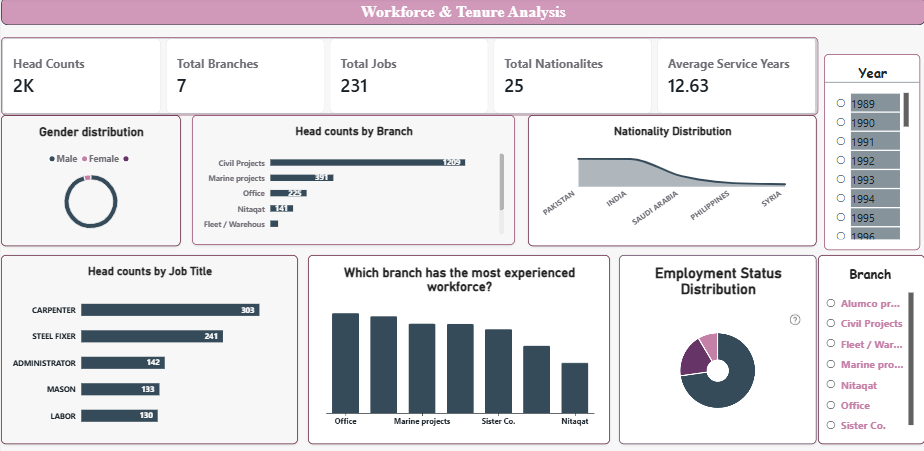 Workforce & Tenure Analysis
Head Counts
2K
Total Branches
7
Total Jobs
231
Total Nationalites
25
Average Service Years
12.63
Year
1989
1990
1991
1992
1993
1994
1995
1996
Gender distribution
Male Female
Head counts by Branch
Civil Projects 1209
Marine projects 391
Office 225
Nitaqat 141
Fleet / Warehous
Nationality Distribution
PAKISTAN
INDIA
SAUDI ARABIA
PHILIPPINES
SYRIA
Head counts by Job Title
CARPENTER 303
STEEL FIXER 241
ADMINISTRATOR 142
MASON 133
LABOR 130
Which branch has the most experienced
workforce?
Office Marine projects Sister Co. Nitaqat
Employment Status
Distribution
?
Branch
Alumco pr...
Civil Projects
Fleet / War...
Marine pro...
Nitaqat
Office
Sister Co.